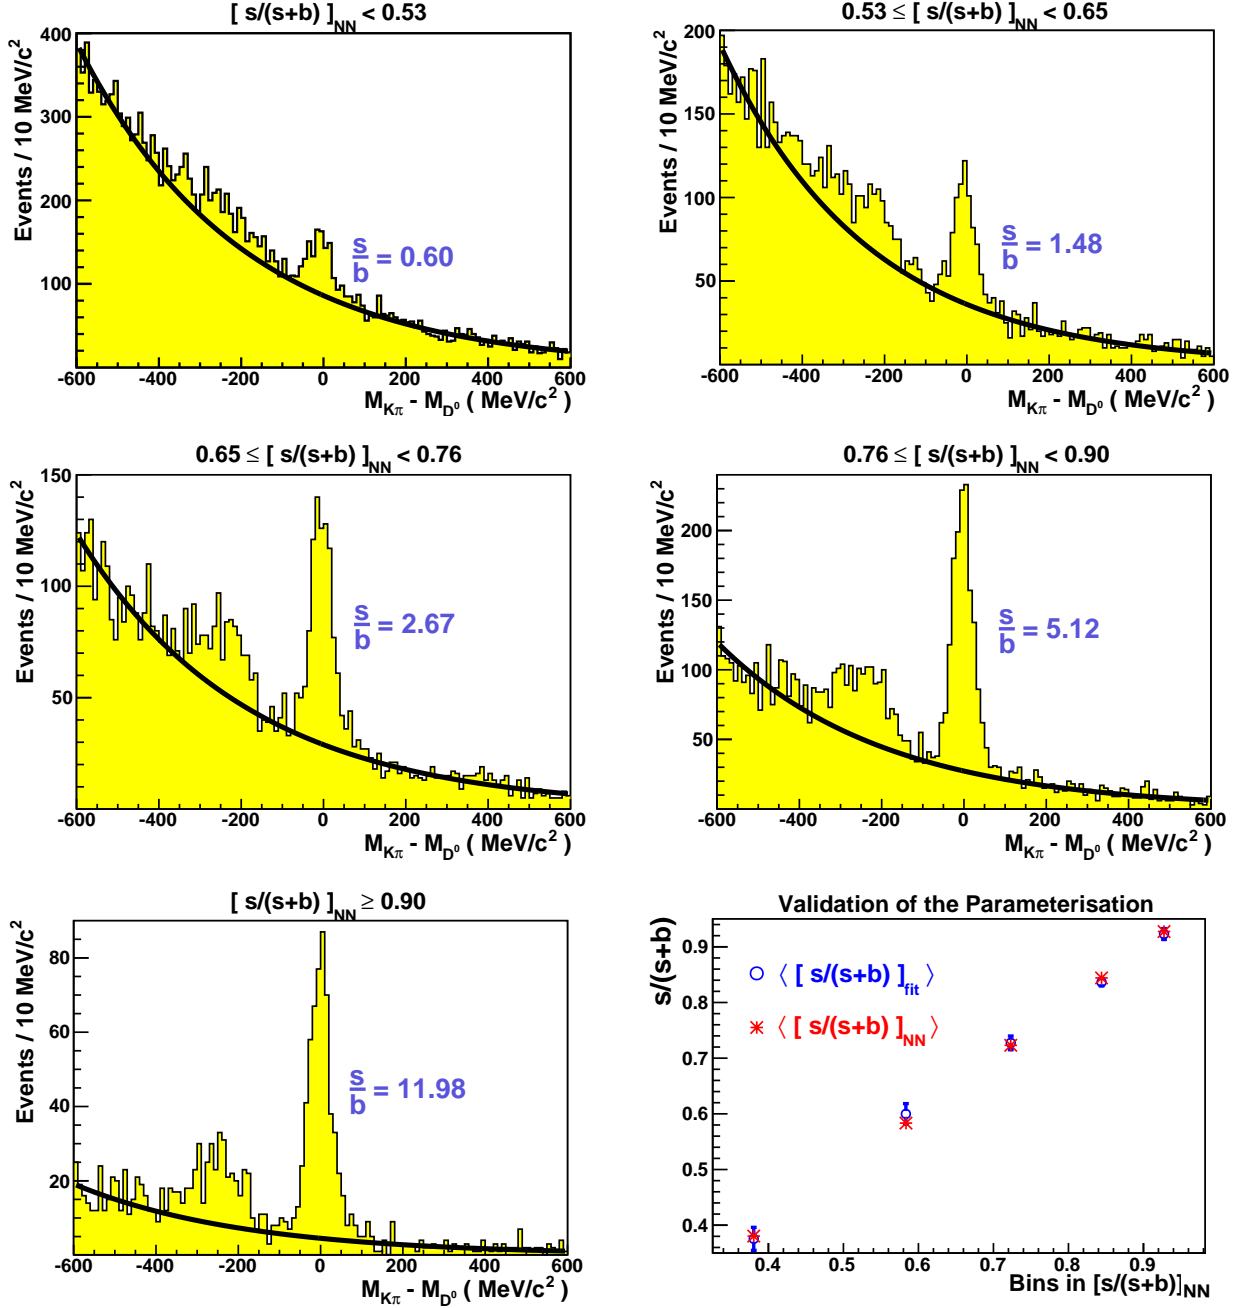 [ s/(s+b) ]NN < 0.53
Events / 10 MeV/c2
400
300
200
100
s/b = 0.60
-600 -400 -200 0 200 400 600
MKπ - MD0 ( MeV/c2 )
0.53 ≤ [ s/(s+b) ]NN < 0.65
Events / 10 MeV/c2
200
150
100
50
s/b = 1.48
-600 -400 -200 0 200 400 600
MKπ - MD0 ( MeV/c2 )
0.65 ≤ [ s/(s+b) ]NN < 0.76
Events / 10 MeV/c2
150
100
50
s/b = 2.67
-600 -400 -200 0 200 400 600
MKπ - MD0 ( MeV/c2 )
0.76 ≤ [ s/(s+b) ]NN < 0.90
Events / 10 MeV/c2
200
150
100
50
s/b = 5.12
-600 -400 -200 0 200 400 600
MKπ - MD0 ( MeV/c2 )
[ s/(s+b) ]NN ≥ 0.90
Events / 10 MeV/c2
80
60
40
20
0
s/b = 11.98
-600 -400 -200 0 200 400 600
MKπ - MD0 ( MeV/c2 )
Validation of the Parameterisation
s/(s+b)
0.9
0.8
0.7
0.6
0.5
0.4
⟨ [ s/(s+b) ]fit ⟩
⟨ [ s/(s+b) ]NN ⟩
0.4 0.5 0.6 0.7 0.8 0.9
Bins in [s/(s+b)]NN